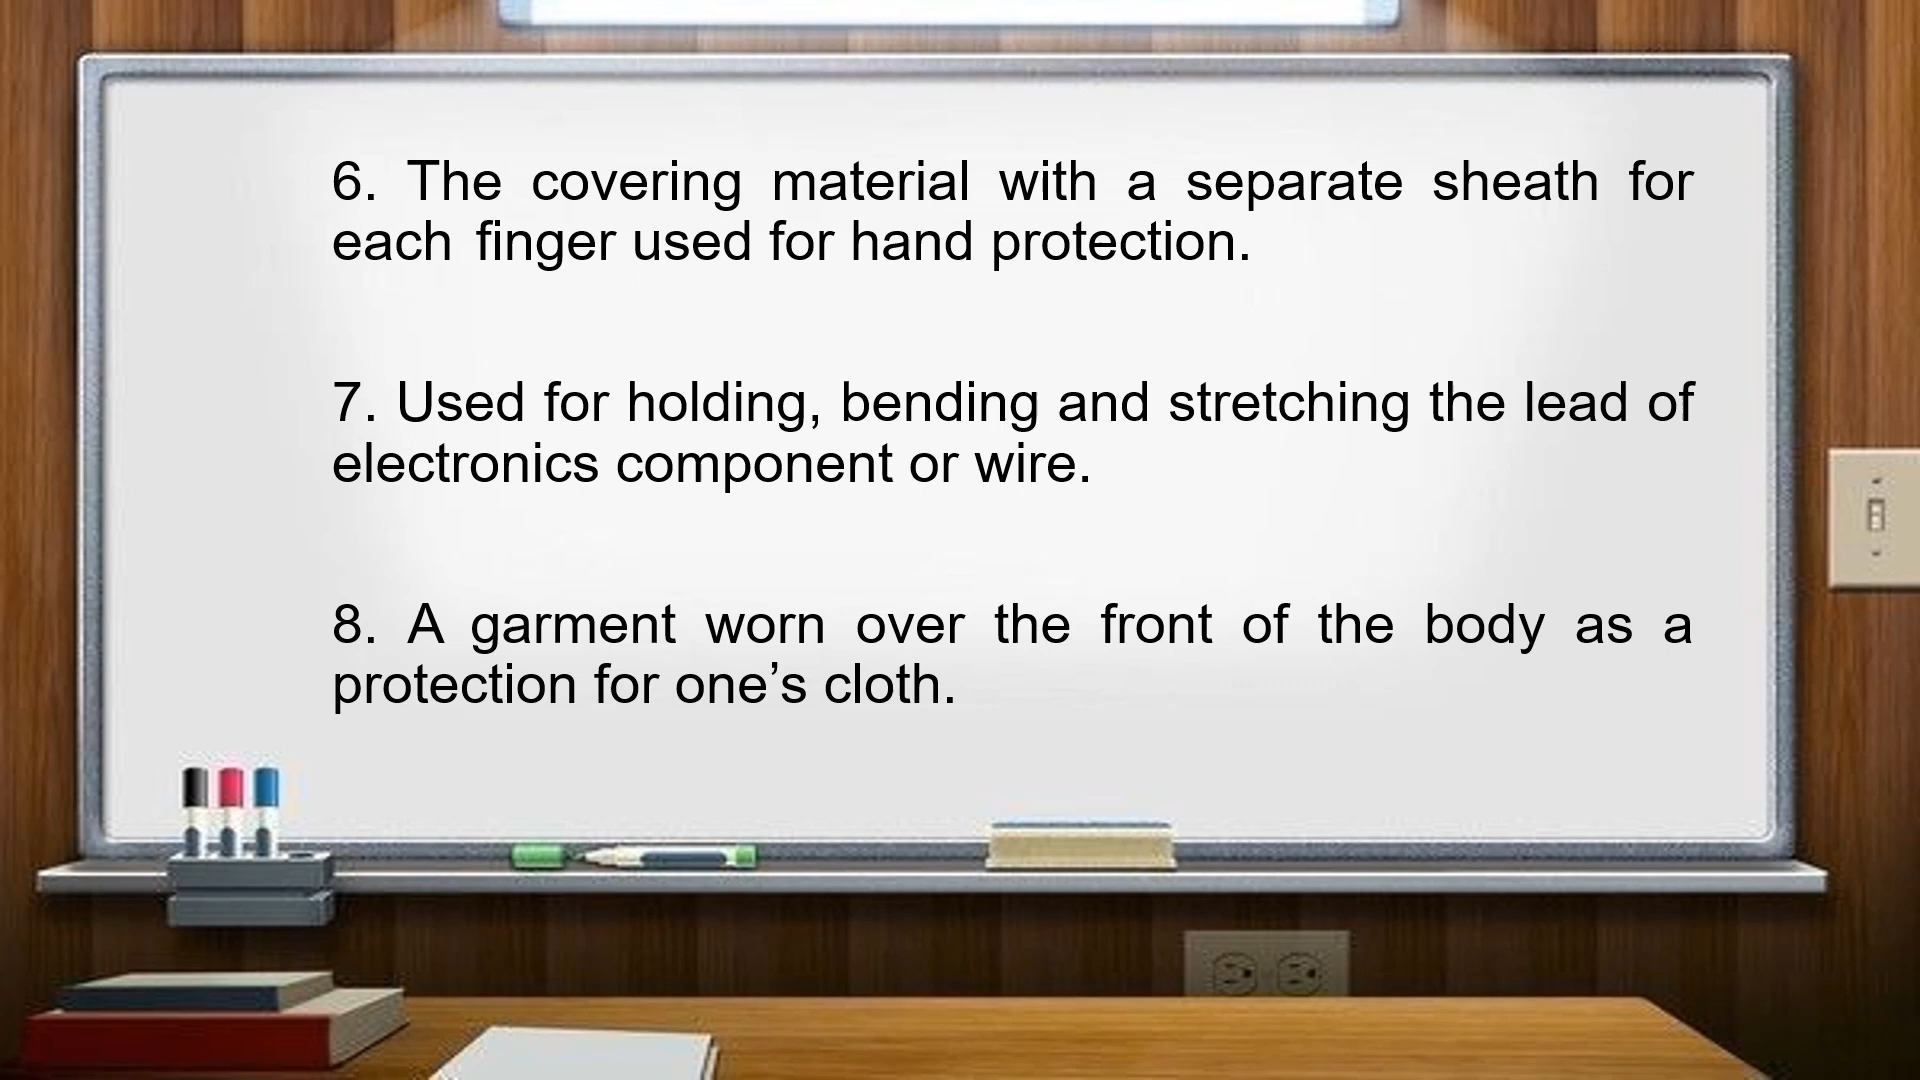 6. The covering material with a separate sheath for
each finger used for hand protection.
7. Used for holding, bending and stretching the lead of
electronics component or wire.
8. A garment worn over the front of the body as a
protection for one’s cloth.